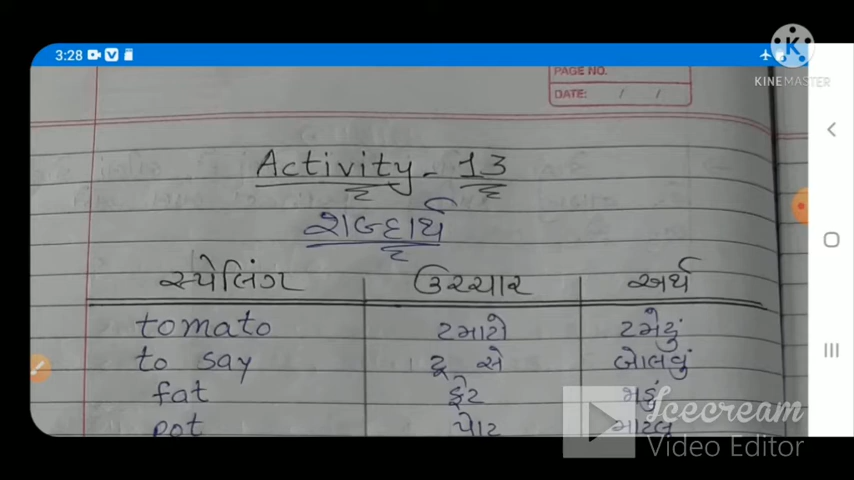 3:28
KINEMASTER
PAGE NO.
DATE: / /
Activity - 13
શબ્દાર્થ
સ્પેલિંગ ઉચ્ચાર અર્થ
tomato ટમાટો ટમેટું
to say ટૂ સે બોલવું
fat ફેટ
pot પોટ માટલુ
Icecream
Video Editor